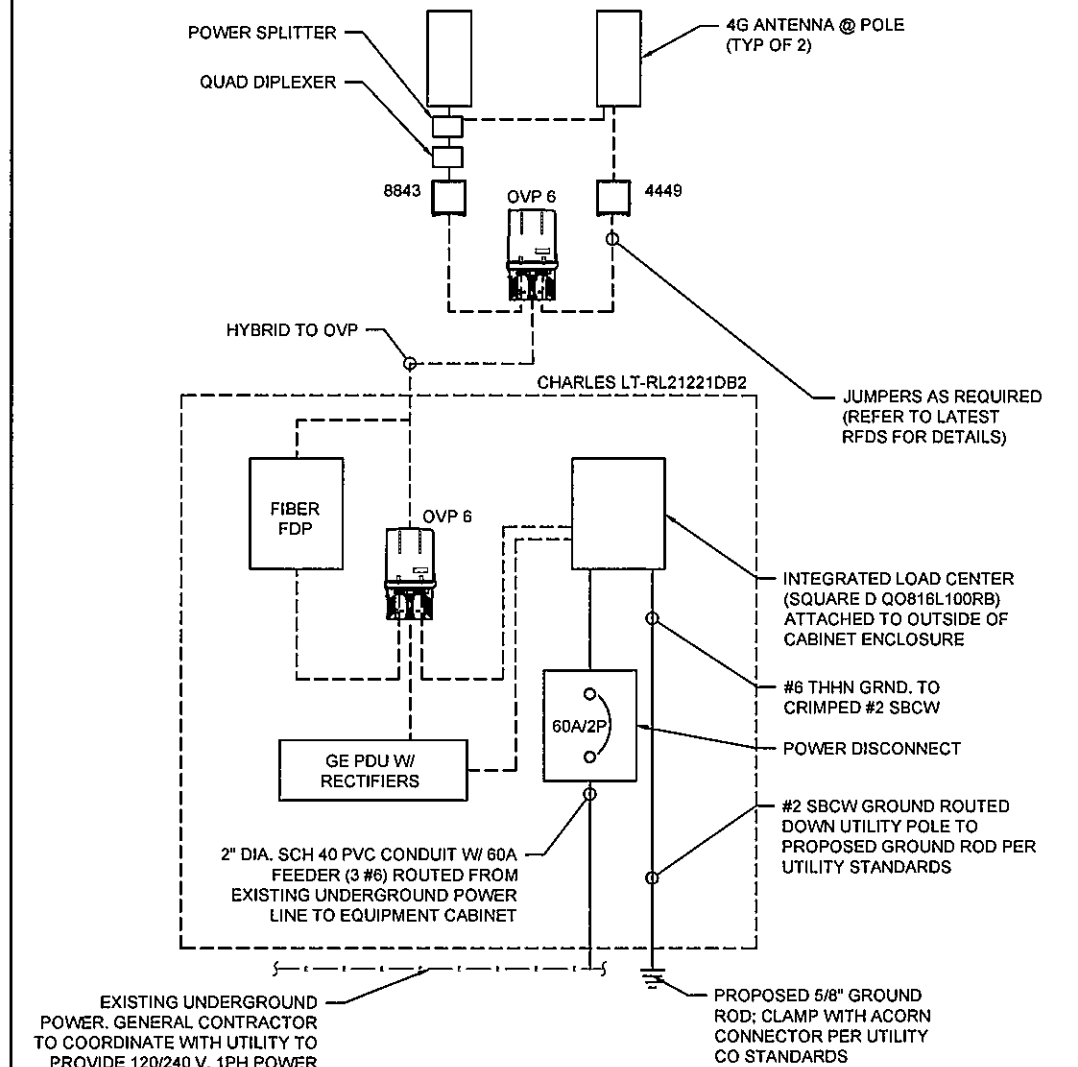 POWER SPLITTER
4G ANTENNA @ POLE
(TYP OF 2)
QUAD DIPLEXER
8843
OVP 6
4449
HYBRID TO OVP
CHARLES LT-RL21221DB2
JUMPERS AS REQUIRED
(REFER TO LATEST
RFDS FOR DETAILS)
FIBER
FDP
OVP 6
INTEGRATED LOAD CENTER
(SQUARE D QO816L100RB)
ATTACHED TO OUTSIDE OF
CABINET ENCLOSURE
#6 THHN GRND. TO
CRIMPED #2 SBCW
60A/2P
POWER DISCONNECT
GE PDU W/
RECTIFIERS
#2 SBCW GROUND ROUTED
DOWN UTILITY POLE TO
PROPOSED GROUND ROD PER
UTILITY STANDARDS
2" DIA. SCH 40 PVC CONDUIT W/ 60A
FEEDER (3 #6) ROUTED FROM
EXISTING UNDERGROUND POWER
LINE TO EQUIPMENT CABINET
EXISTING UNDERGROUND
POWER. GENERAL CONTRACTOR
TO COORDINATE WITH UTILITY TO
PROVIDE 120/240 V, 1PH POWER
PROPOSED 5/8" GROUND
ROD; CLAMP WITH ACORN
CONNECTOR PER UTILITY
CO STANDARDS